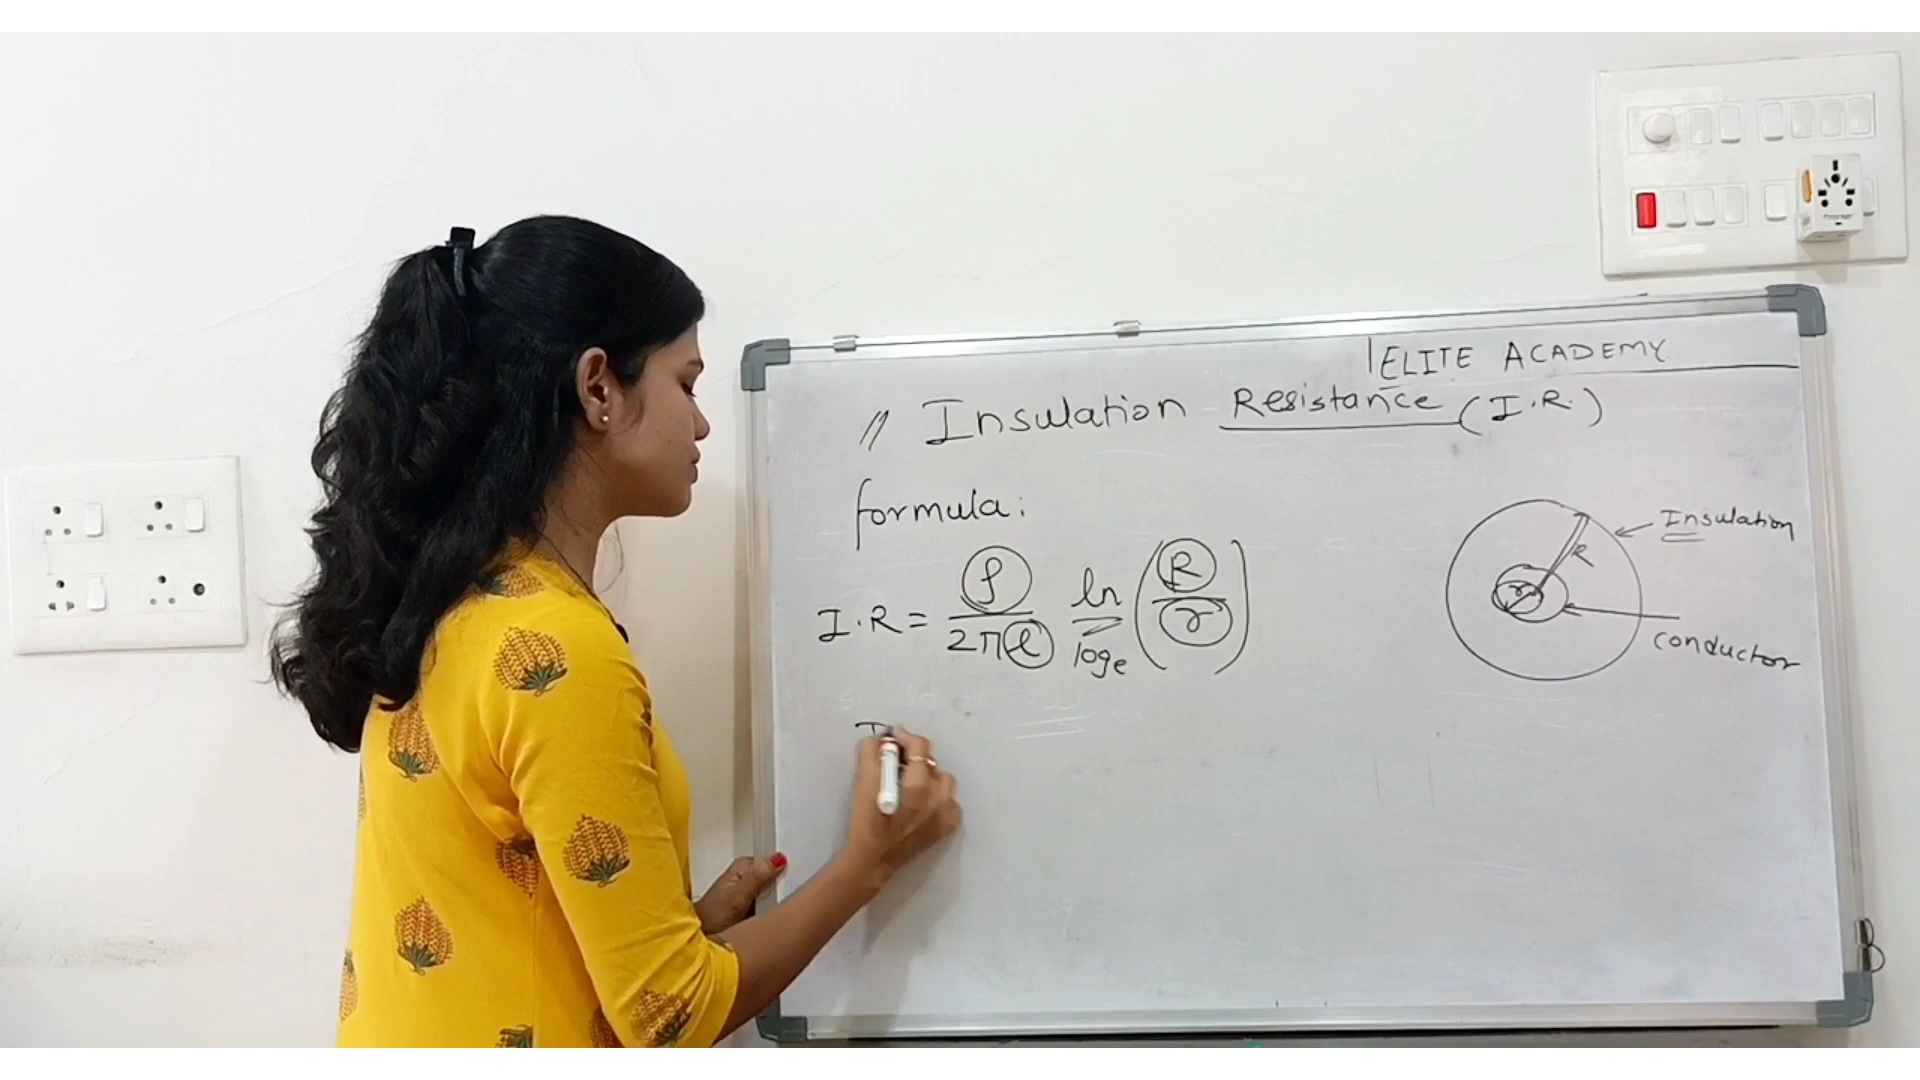 ELITE ACADEMY
// Insulation Resistance (I.R.)
formula:
I.R = ρ/2πl ln/loge (R/r)
Insulation
R
r
conductor
I